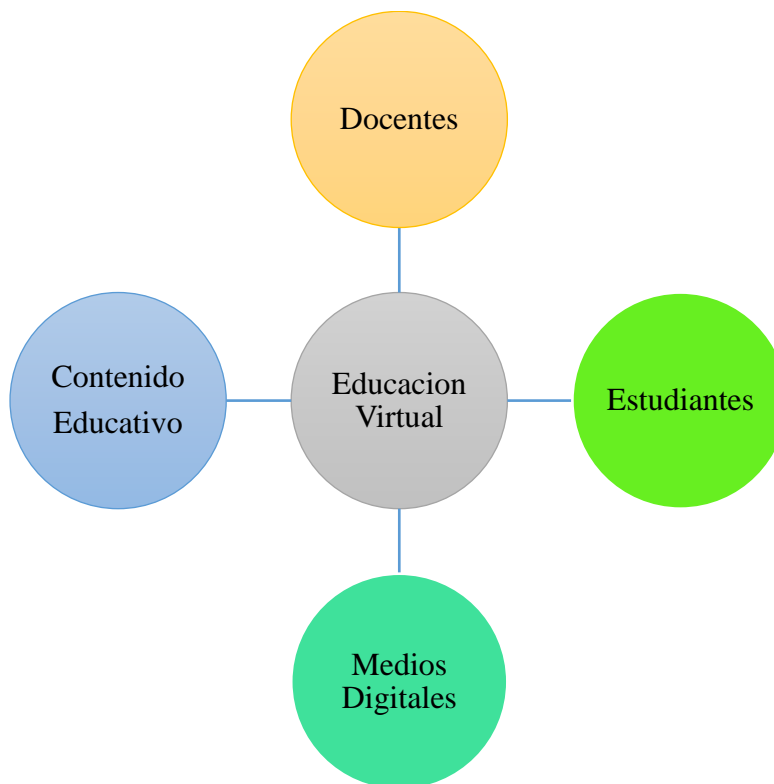 Docentes
Contenido
Educativo
Educacion
Virtual
Estudiantes
Medios
Digitales